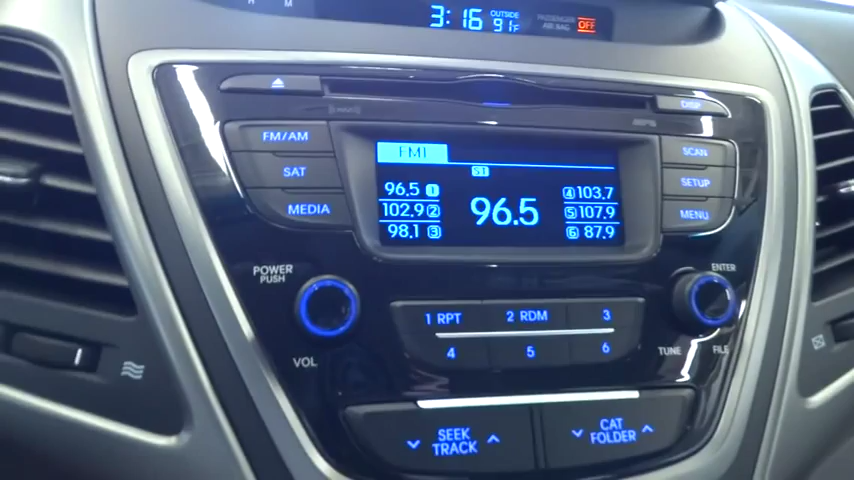 H M
3:16 OUTSIDE 91°F
PASSENGER AIR BAG OFF
DISP
FM/AM
SAT
MEDIA
FM1
ST
96.5 1
102.9 2
98.1 3
96.5
4 103.7
5 107.9
6 87.9
SCAN
SETUP
MENU
POWER
PUSH
VOL
ENTER
TUNE
FILE
1 RPT
2 RDM
3
4
5
6
SEEK
TRACK
CAT
FOLDER